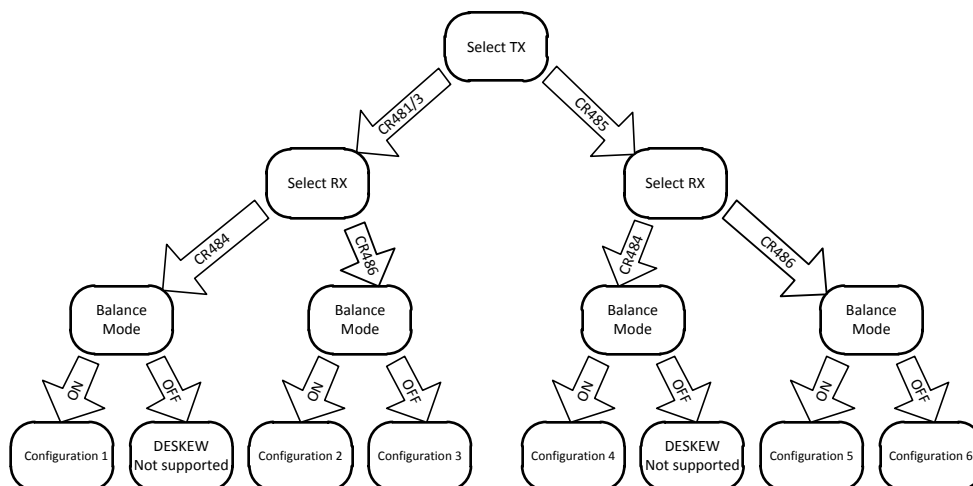 Select TX
CR481/3
CR485
Select RX
Select RX
CR484
CR486
CR484
CR486
Balance
Mode
Balance
Mode
Balance
Mode
Balance
Mode
ON
OFF
ON
OFF
ON
OFF
ON
OFF
Configuration 1
DESKEW
Not supported
Configuration 2
Configuration 3
Configuration 4
DESKEW
Not supported
Configuration 5
Configuration 6